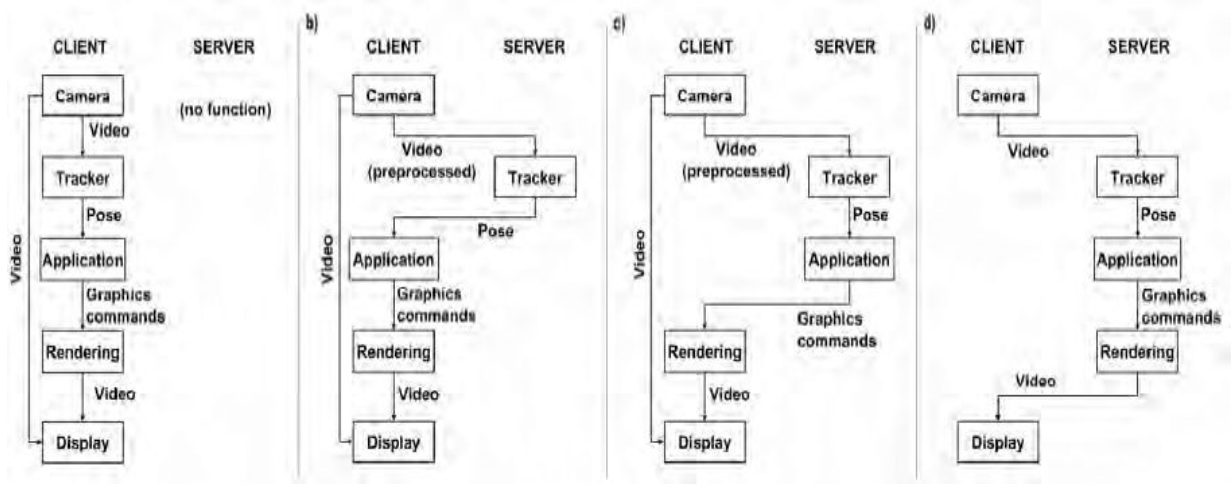 CLIENT
SERVER
Camera
(no function)
Video
Tracker
Pose
Application
Video
Graphics
commands
Rendering
Video
Display
b)
CLIENT
SERVER
Camera
Video
(preprocessed)
Tracker
Pose
Application
Video
Graphics
commands
Rendering
Video
Display
c)
CLIENT
SERVER
Camera
Video
(preprocessed)
Tracker
Pose
Application
Video
Graphics
commands
Rendering
Video
Display
d)
CLIENT
SERVER
Camera
Video
Tracker
Pose
Application
Graphics
commands
Rendering
Video
Display